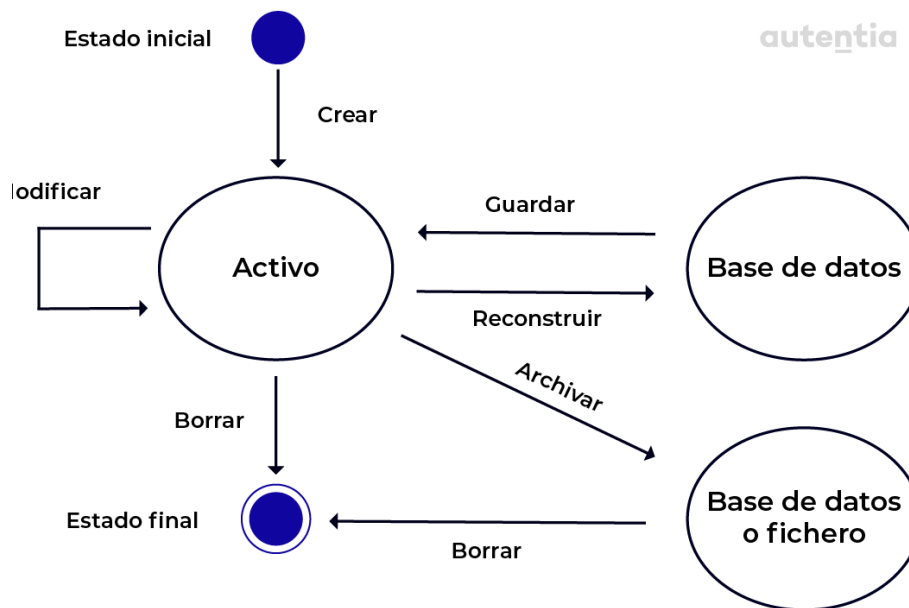 Estado inicial
autentia
Crear
lodificar
Guardar
Activo
Base de datos
Reconstruir
Archivar
Borrar
Base de datos
o fichero
Estado final
Borrar